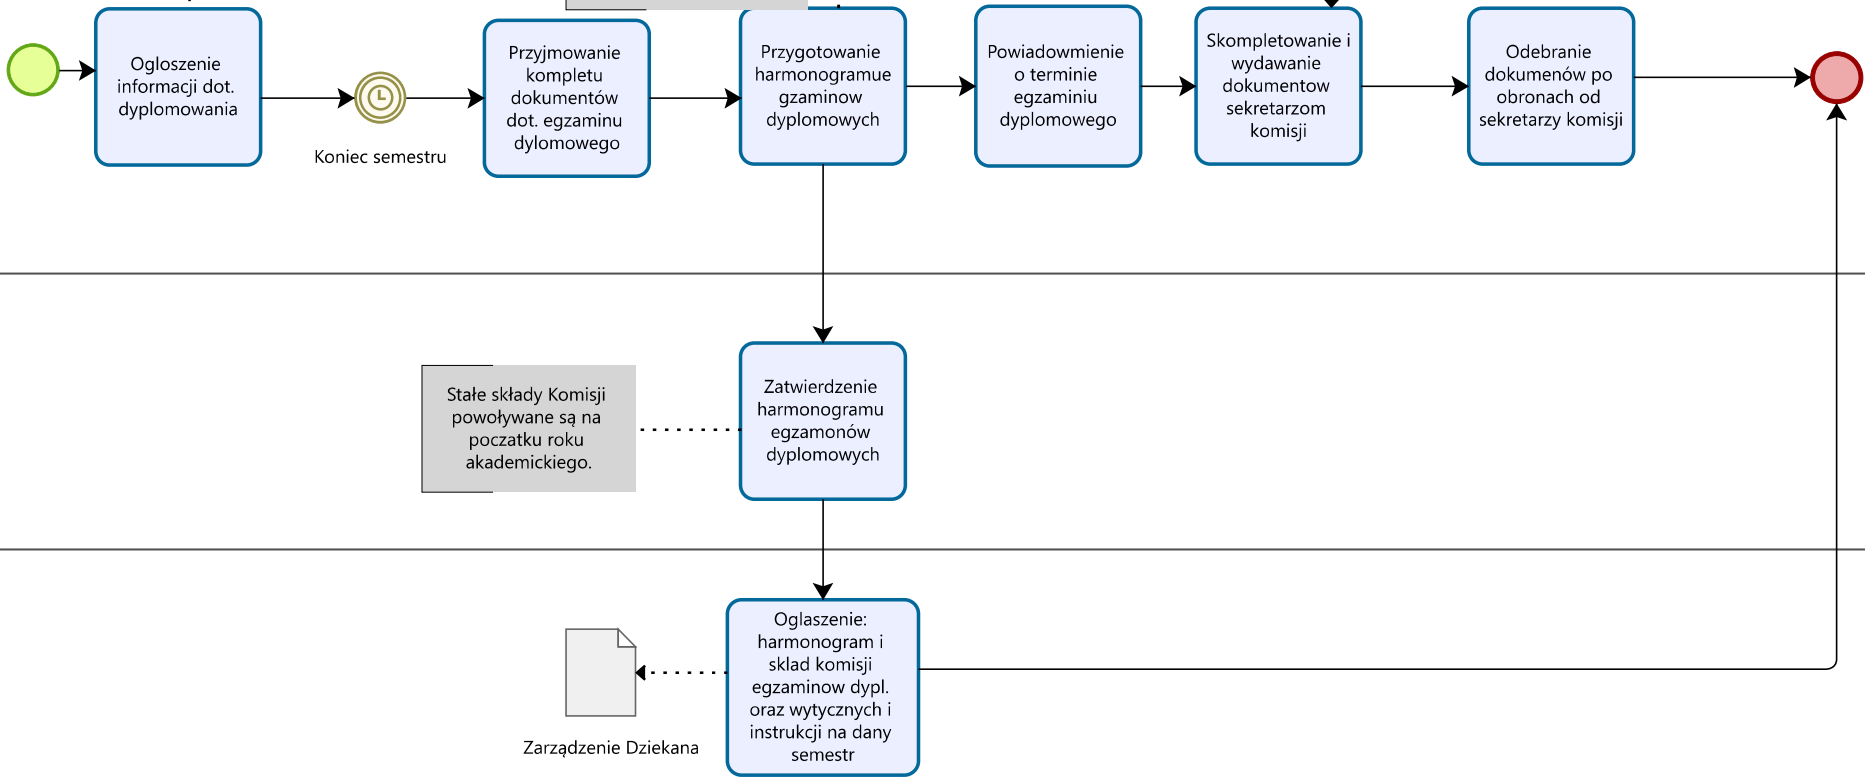 Ogloszenie
informacji dot.
dyplomowania
Koniec semestru
Przyjmowanie
kompletu
dokumentów
dot. egzaminu
dylomowego
Przygotowanie
harmonogramue
gzaminow
dyplomowych
Powiadowmienie
o terminie
egzaminiu
dyplomowego
Skompletowanie i
wydawanie
dokumentow
sekretarzom
komisji
Odebranie
dokumenów po
obronach od
sekretarzy komisji
Stałe składy Komisji
powoływane są na
poczatku roku
akademickiego.
Zatwierdzenie
harmonogramu
egzamonów
dyplomowych
Oglaszenie:
harmonogram i
sklad komisji
egzaminow dypl.
oraz wytycznych i
instrukcji na dany
semestr
Zarządzenie Dziekana